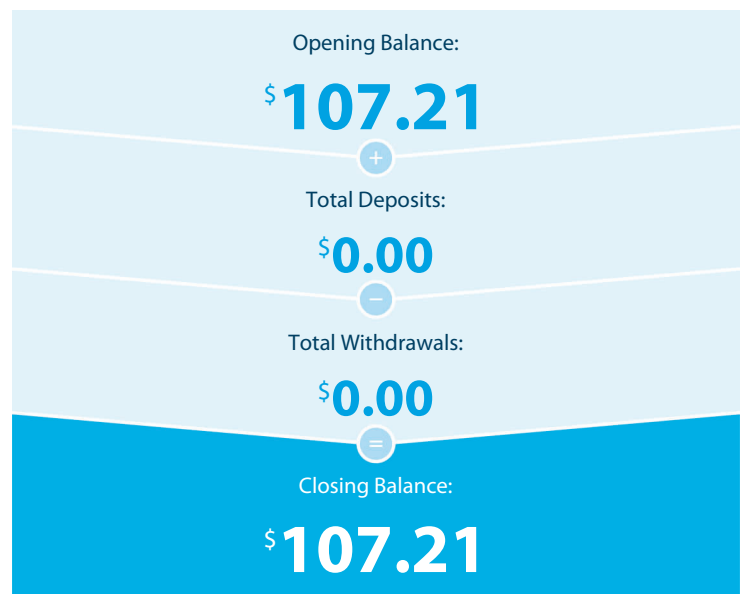 Opening Balance:
$107.21
+
Total Deposits:
$0.00
−
Total Withdrawals:
$0.00
=
Closing Balance:
$107.21